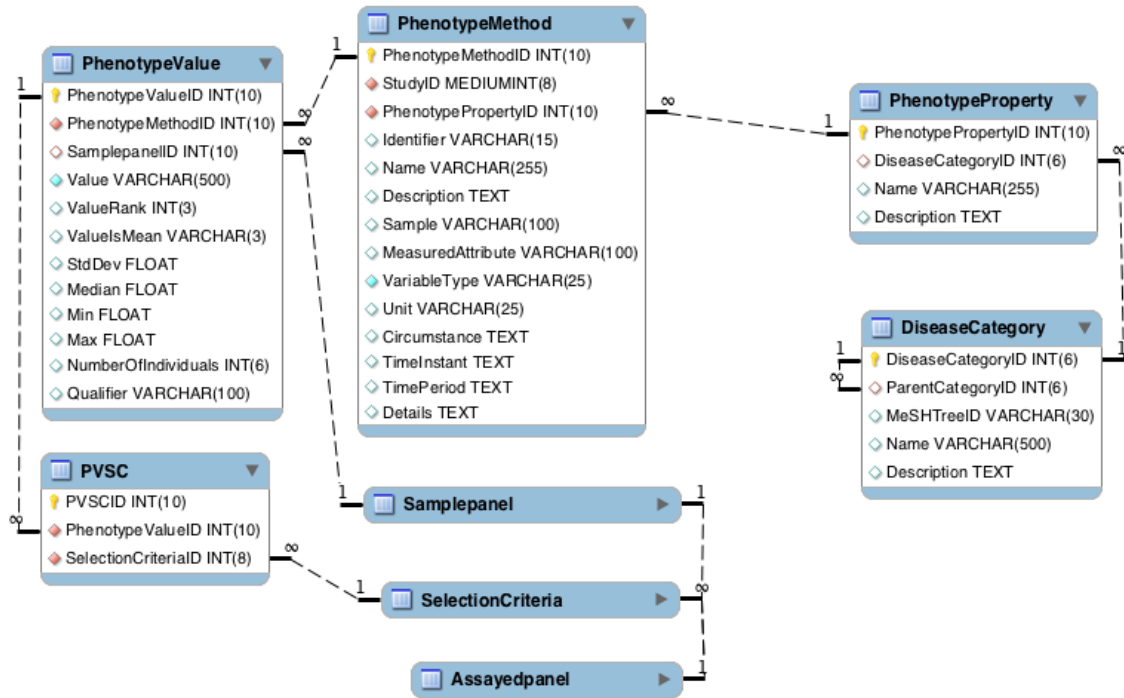 PhenotypeValue
PhenotypeValueID INT(10)
PhenotypeMethodID INT(10)
SamplepanelID INT(10)
Value VARCHAR(500)
ValueRank INT(3)
ValueIsMean VARCHAR(3)
StdDev FLOAT
Median FLOAT
Min FLOAT
Max FLOAT
NumberOfIndividuals INT(6)
Qualifier VARCHAR(100)
1
∞
∞
1
∞
PVSC
PVSCID INT(10)
PhenotypeValueID INT(10)
SelectionCriteriaID INT(8)
∞
PhenotypeMethod
PhenotypeMethodID INT(10)
StudyID MEDIUMINT(8)
PhenotypePropertyID INT(10)
Identifier VARCHAR(15)
Name VARCHAR(255)
Description TEXT
Sample VARCHAR(100)
MeasuredAttribute VARCHAR(100)
VariableType VARCHAR(25)
Unit VARCHAR(25)
Circumstance TEXT
TimeInstant TEXT
TimePeriod TEXT
Details TEXT
∞
1
PhenotypeProperty
PhenotypePropertyID INT(10)
DiseaseCategoryID INT(6)
Name VARCHAR(255)
Description TEXT
∞
DiseaseCategory
DiseaseCategoryID INT(6)
ParentCategoryID INT(6)
MeSHTreeID VARCHAR(30)
Name VARCHAR(500)
Description TEXT
1
∞
1
1
Samplepanel
1
1
SelectionCriteria
∞
Assayedpanel
1